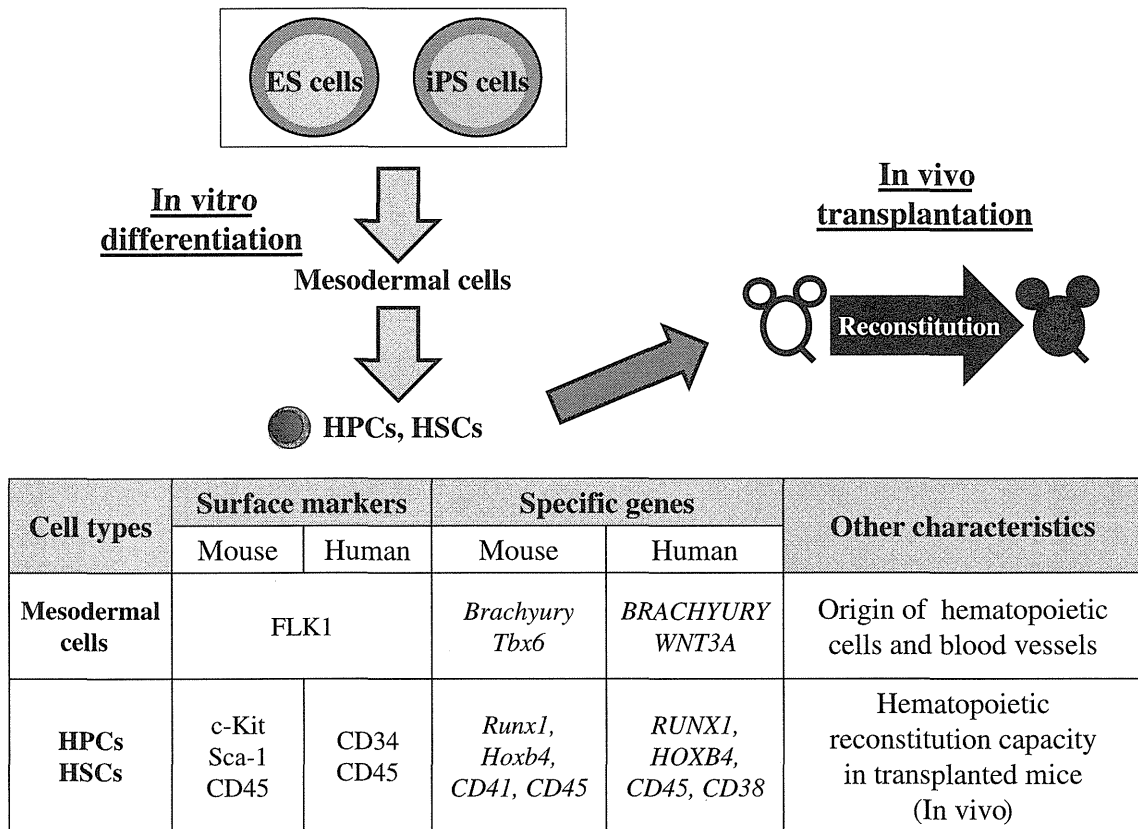 ES cells iPS cells
In vitro
differentiation
In vivo
transplantation
Mesodermal cells
Reconstitution
HPCs, HSCs
Cell types
Surface markers
Specific genes
Other characteristics
Mouse
Human
Mouse
Human
Mesodermal
cells
FLK1
Brachyury
Tbx6
BRACHYURY
WNT3A
Origin of hematopoietic
cells and blood vessels
HPCs
HSCs
c-Kit
Sca-1
CD45
CD34
CD45
Runx1,
Hoxb4,
CD41, CD45
RUNX1,
HOXB4,
CD45, CD38
Hematopoietic
reconstitution capacity
in transplanted mice
(In vivo)